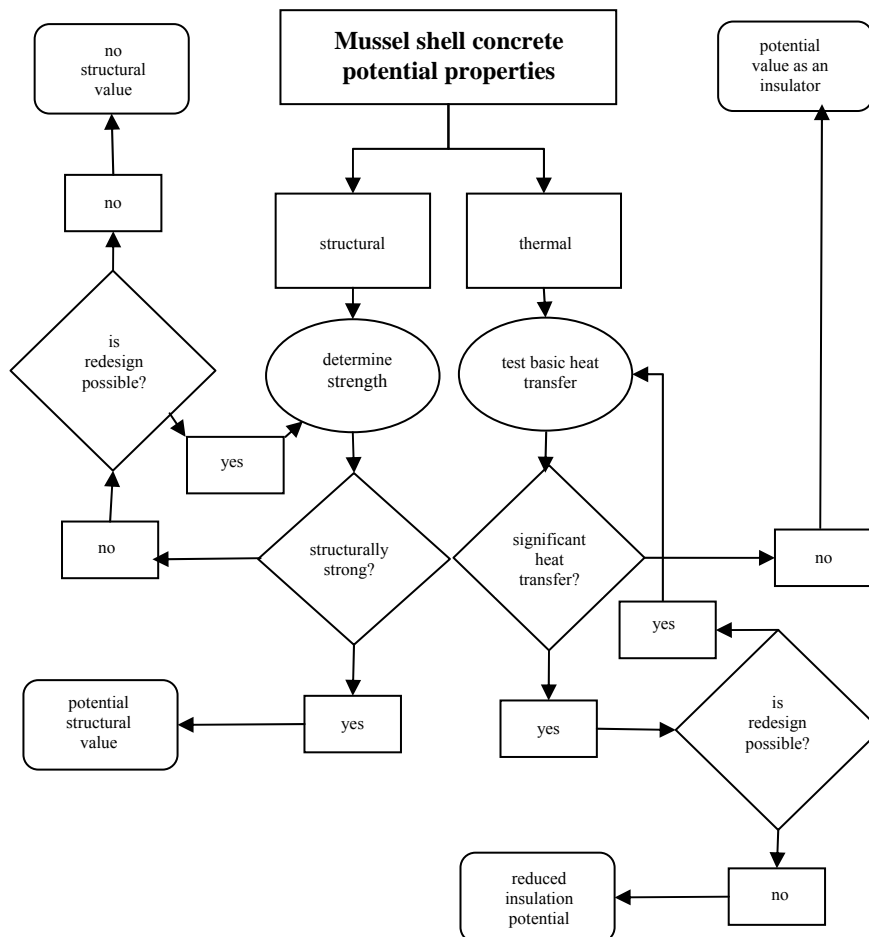 Mussel shell concrete
potential properties
no
structural
value
potential
value as an
insulator
no
structural
thermal
is
redesign
possible?
determine
strength
test basic heat
transfer
yes
no
structurally
strong?
significant
heat
transfer?
no
yes
potential
structural
value
yes
yes
is
redesign
possible?
reduced
insulation
potential
no